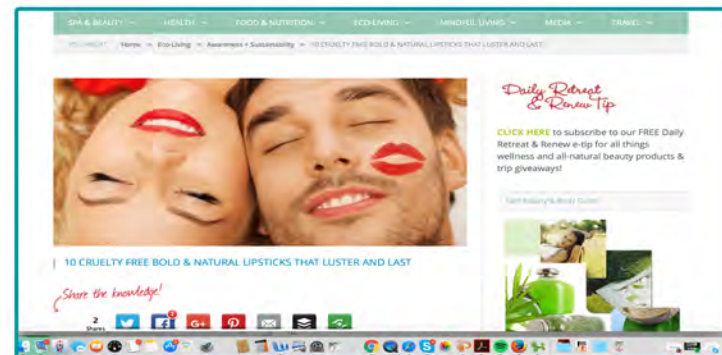 SPA & BEAUTY HEALTH FOOD & NUTRITION ECO-LIVING MINDFUL LIVING MEDIA TRAVEL
Home Eco-Living Awareness + Sustainability 10 CRUELTY FREE BOLD & NATURAL LIPSTICKS THAT LUSTER AND LAST
10 CRUELTY FREE BOLD & NATURAL LIPSTICKS THAT LUSTER AND LAST
Share the knowledge!
2
Shares
7
G+
Daily Retreat
& Renew Tip
CLICK HERE to subscribe to our FREE Daily
Retreat & Renew e-tip for all things
wellness and all-natural beauty products &
trip giveaways!